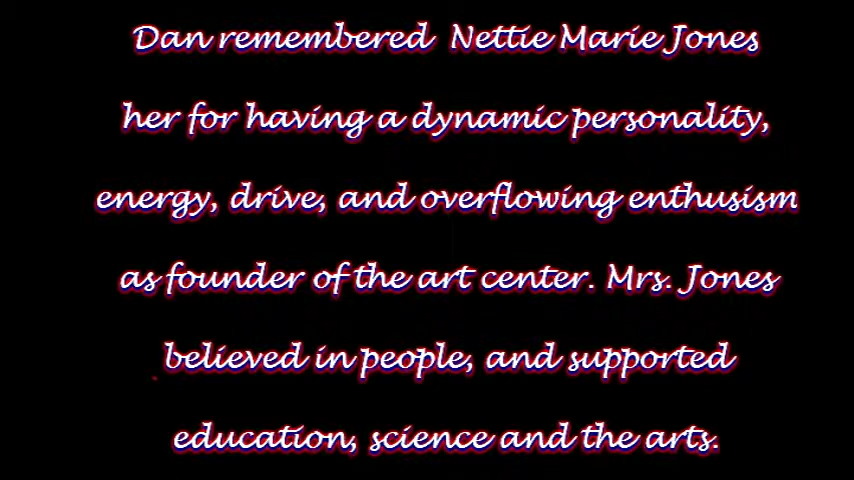 Dan remembered  Nettie Marie Jones
her for having a dynamic personality,
energy, drive, and overflowing enthusism
as founder of the art center. Mrs. Jones
believed in people, and supported
education, science and the arts.